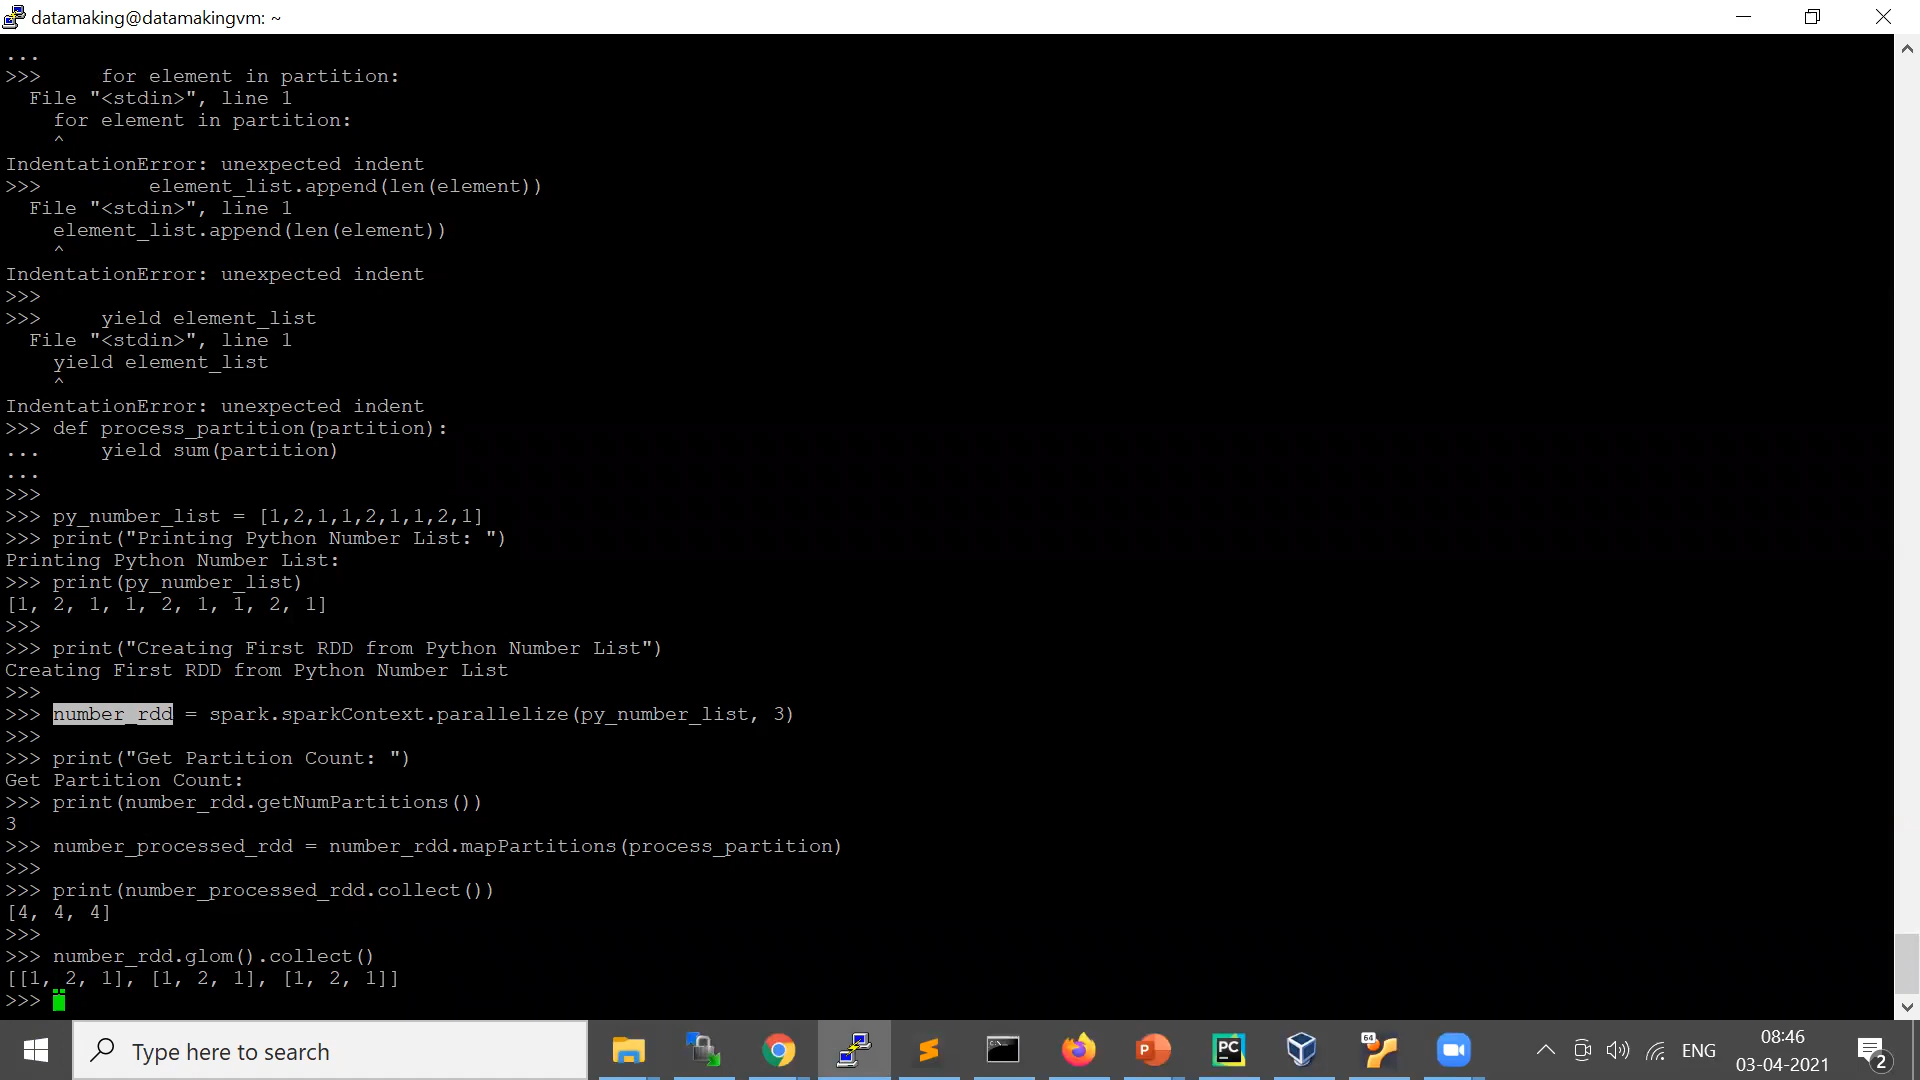 datamaking@datamakingvm: ~
...
>>>     for element in partition:
  File "<stdin>", line 1
    for element in partition:
    ^
IndentationError: unexpected indent
>>>         element_list.append(len(element))
  File "<stdin>", line 1
    element_list.append(len(element))
    ^
IndentationError: unexpected indent
>>>
>>>     yield element_list
  File "<stdin>", line 1
    yield element_list
    ^
IndentationError: unexpected indent
>>> def process_partition(partition):
...     yield sum(partition)
...
>>>
>>> py_number_list = [1,2,1,1,2,1,1,2,1]
>>> print("Printing Python Number List: ")
Printing Python Number List:
>>> print(py_number_list)
[1, 2, 1, 1, 2, 1, 1, 2, 1]
>>>
>>> print("Creating First RDD from Python Number List")
Creating First RDD from Python Number List
>>>
>>> number_rdd = spark.sparkContext.parallelize(py_number_list, 3)
>>>
>>> print("Get Partition Count: ")
Get Partition Count:
>>> print(number_rdd.getNumPartitions())
3
>>> number_processed_rdd = number_rdd.mapPartitions(process_partition)
>>>
>>> print(number_processed_rdd.collect())
[4, 4, 4]
>>>
>>> number_rdd.glom().collect()
[[1, 2, 1], [1, 2, 1], [1, 2, 1]]
>>>
Type here to search
PC
64
ENG
08:46
03-04-2021
2